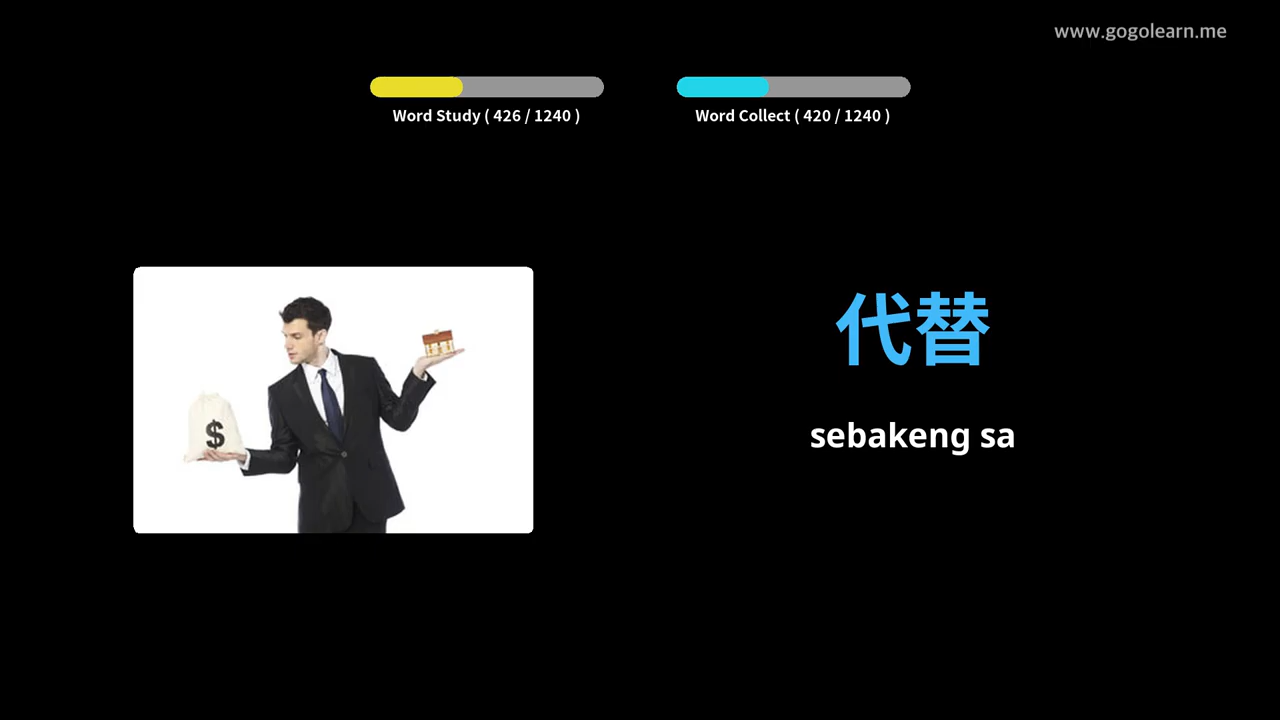 www.gogolearn.me
Word Study ( 426 / 1240 )
Word Collect ( 420 / 1240 )
代替
sebakeng sa
$